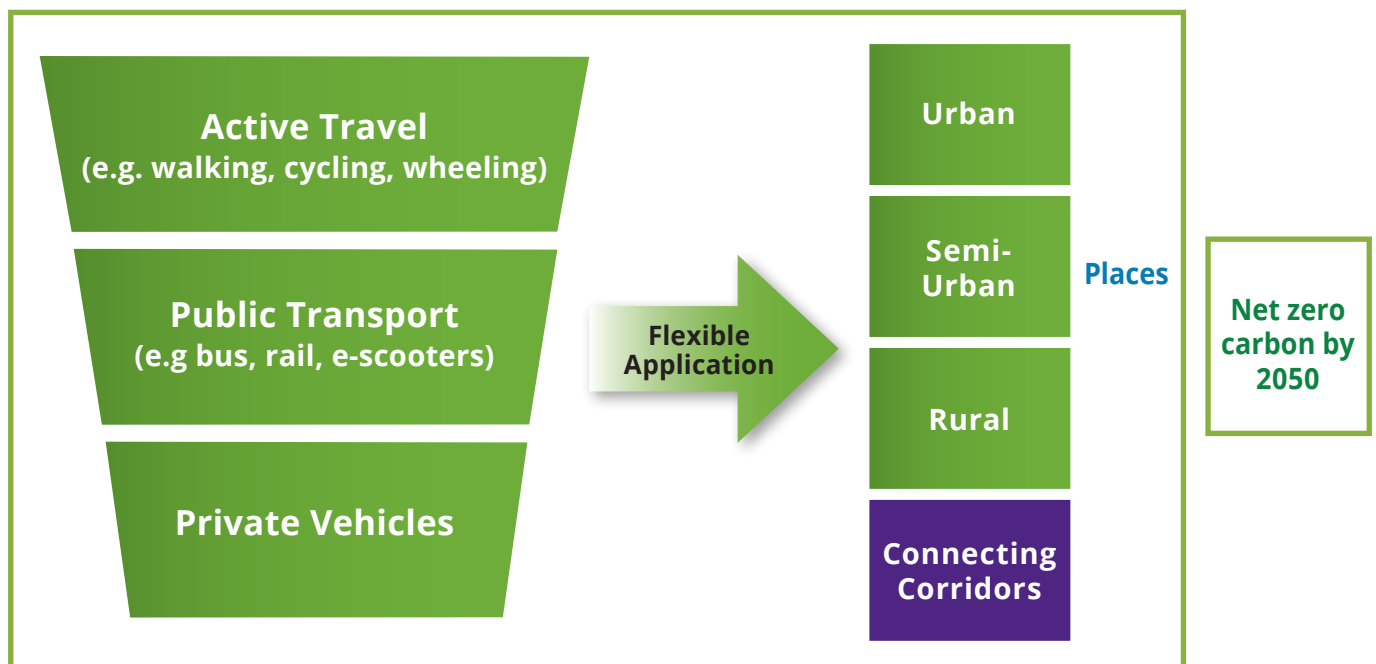 Active Travel
(e.g. walking, cycling, wheeling)
Public Transport
(e.g bus, rail, e-scooters)
Private Vehicles
Flexible
Application
Urban
Semi-
Urban
Rural
Connecting
Corridors
Places
Net zero
carbon by
2050